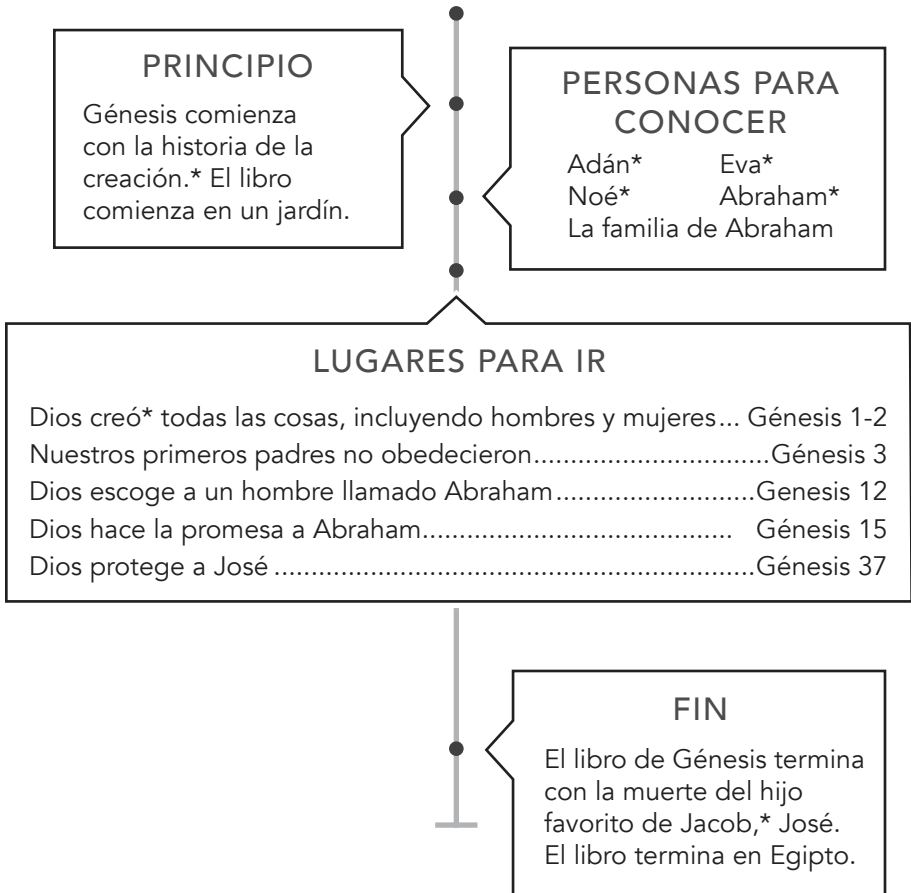 PRINCIPIO
Génesis comienza
con la historia de la
creación.* El libro
comienza en un jardín.
PERSONAS PARA
CONOCER
Adán* Eva*
Noé* Abraham*
La familia de Abraham
LUGARES PARA IR
Dios creó* todas las cosas, incluyendo hombres y mujeres... Génesis 1-2
Nuestros primeros padres no obedecieron..............................Génesis 3
Dios escoge a un hombre llamado Abraham.........................Genesis 12
Dios hace la promesa a Abraham....................................... Génesis 15
Dios protege a José............................................................Génesis 37
FIN
El libro de Génesis termina
con la muerte del hijo
favorito de Jacob,* José.
El libro termina en Egipto.